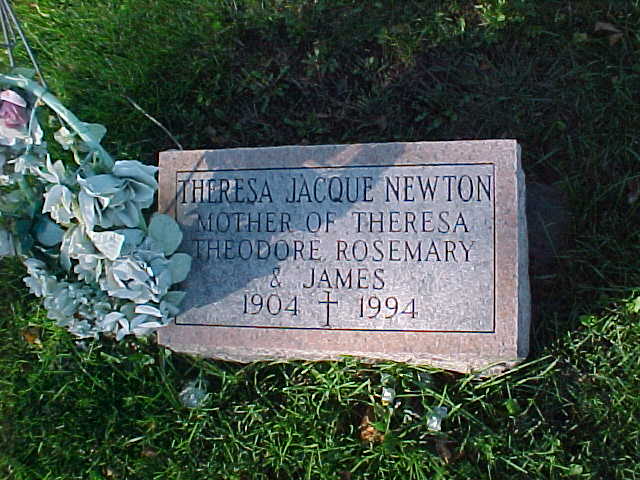 THERESA JACQUE NEWTON
MOTHER OF THERESA
THEODORE, ROSEMARY
& JAMES
1904 ✝ 1994